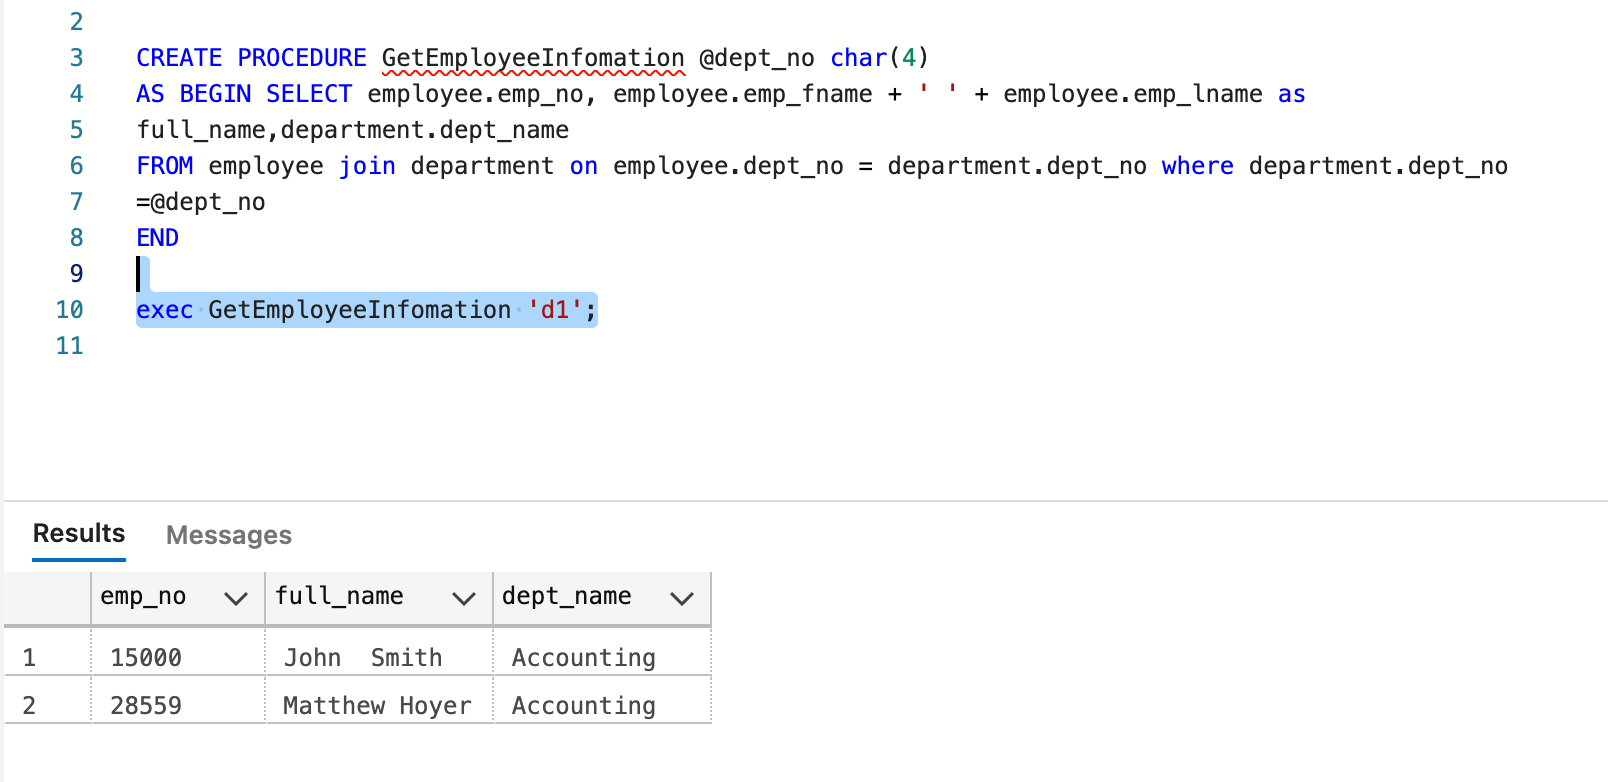 2
3 CREATE PROCEDURE GetEmployeeInfomation @dept_no char(4)
4 AS BEGIN SELECT employee.emp_no, employee.emp_fname + ' ' + employee.emp_lname as
5 full_name,department.dept_name
6 FROM employee join department on employee.dept_no = department.dept_no where department.dept_no
7 =@dept_no
8 END
9
10 exec GetEmployeeInfomation 'd1';
11
Results Messages
emp_no full_name dept_name
1 15000 John  Smith Accounting
2 28559 Matthew Hoyer Accounting